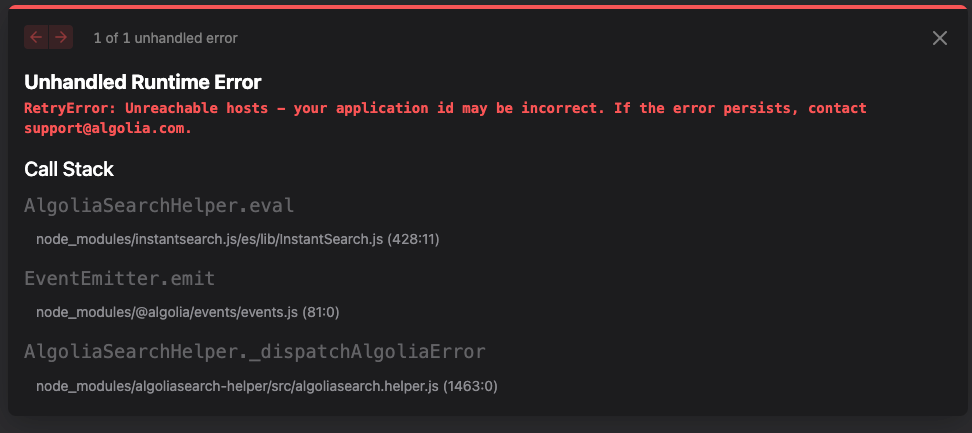 1 of 1 unhandled error
Unhandled Runtime Error
RetryError: Unreachable hosts – your application id may be incorrect. If the error persists, contact
support@algolia.com.
Call Stack
AlgoliaSearchHelper.eval
node_modules/instantsearch.js/es/lib/InstantSearch.js (428:11)
EventEmitter.emit
node_modules/@algolia/events/events.js (81:0)
AlgoliaSearchHelper._dispatchAlgoliaError
node_modules/algoliasearch-helper/src/algoliasearch.helper.js (1463:0)